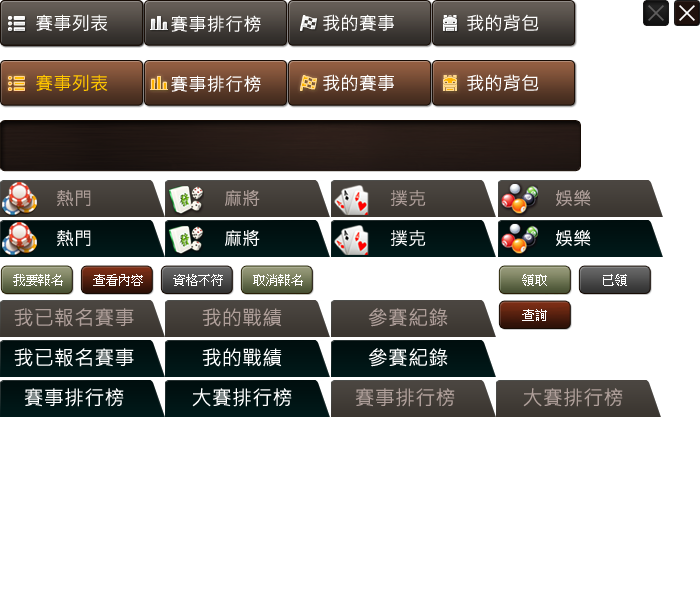 賽事列表 賽事排行榜 我的賽事 我的背包
賽事列表 賽事排行榜 我的賽事 我的背包
熱門 麻將 撲克 娛樂
熱門 麻將 撲克 娛樂
我要報名 查看內容 資格不符 取消報名 領取 已領
我已報名賽事 我的戰績 參賽紀錄 查詢
我已報名賽事 我的戰績 參賽紀錄
賽事排行榜 大賽排行榜 賽事排行榜 大賽排行榜